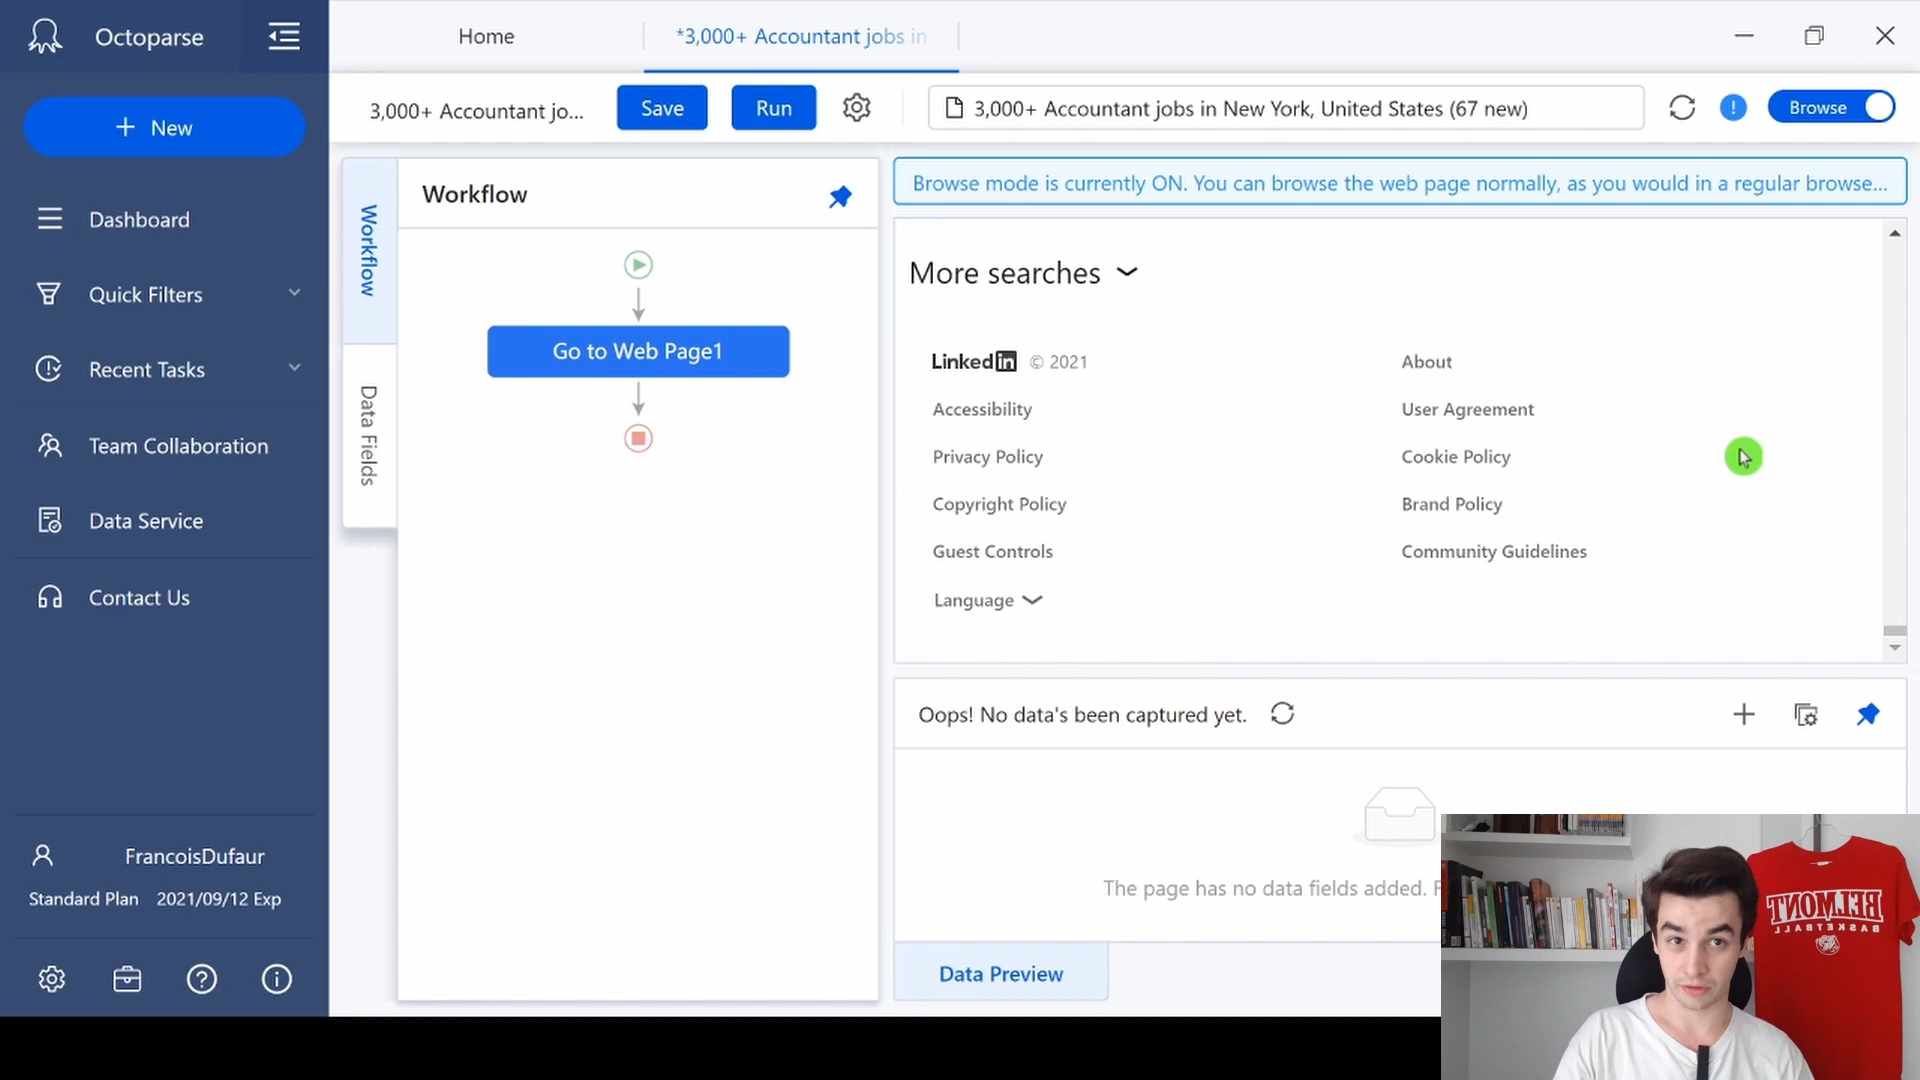 Octoparse
Home
*3,000+ Accountant jobs in
3,000+ Accountant jo...
Save
Run
3,000+ Accountant jobs in New York, United States (67 new)
!
Browse
+ New
Dashboard
Quick Filters
Recent Tasks
Team Collaboration
Data Service
Contact Us
FrancoisDufaur
Standard Plan 2021/09/12 Exp
Workflow
Data Fields
Workflow
Go to Web Page1
Browse mode is currently ON. You can browse the web page normally, as you would in a regular browse...
More searches
LinkedIn © 2021
About
Accessibility
User Agreement
Privacy Policy
Cookie Policy
Copyright Policy
Brand Policy
Guest Controls
Community Guidelines
Language
Oops! No data's been captured yet.
The page has no data fields added.
Data Preview
BELMONT
BASKETBALL